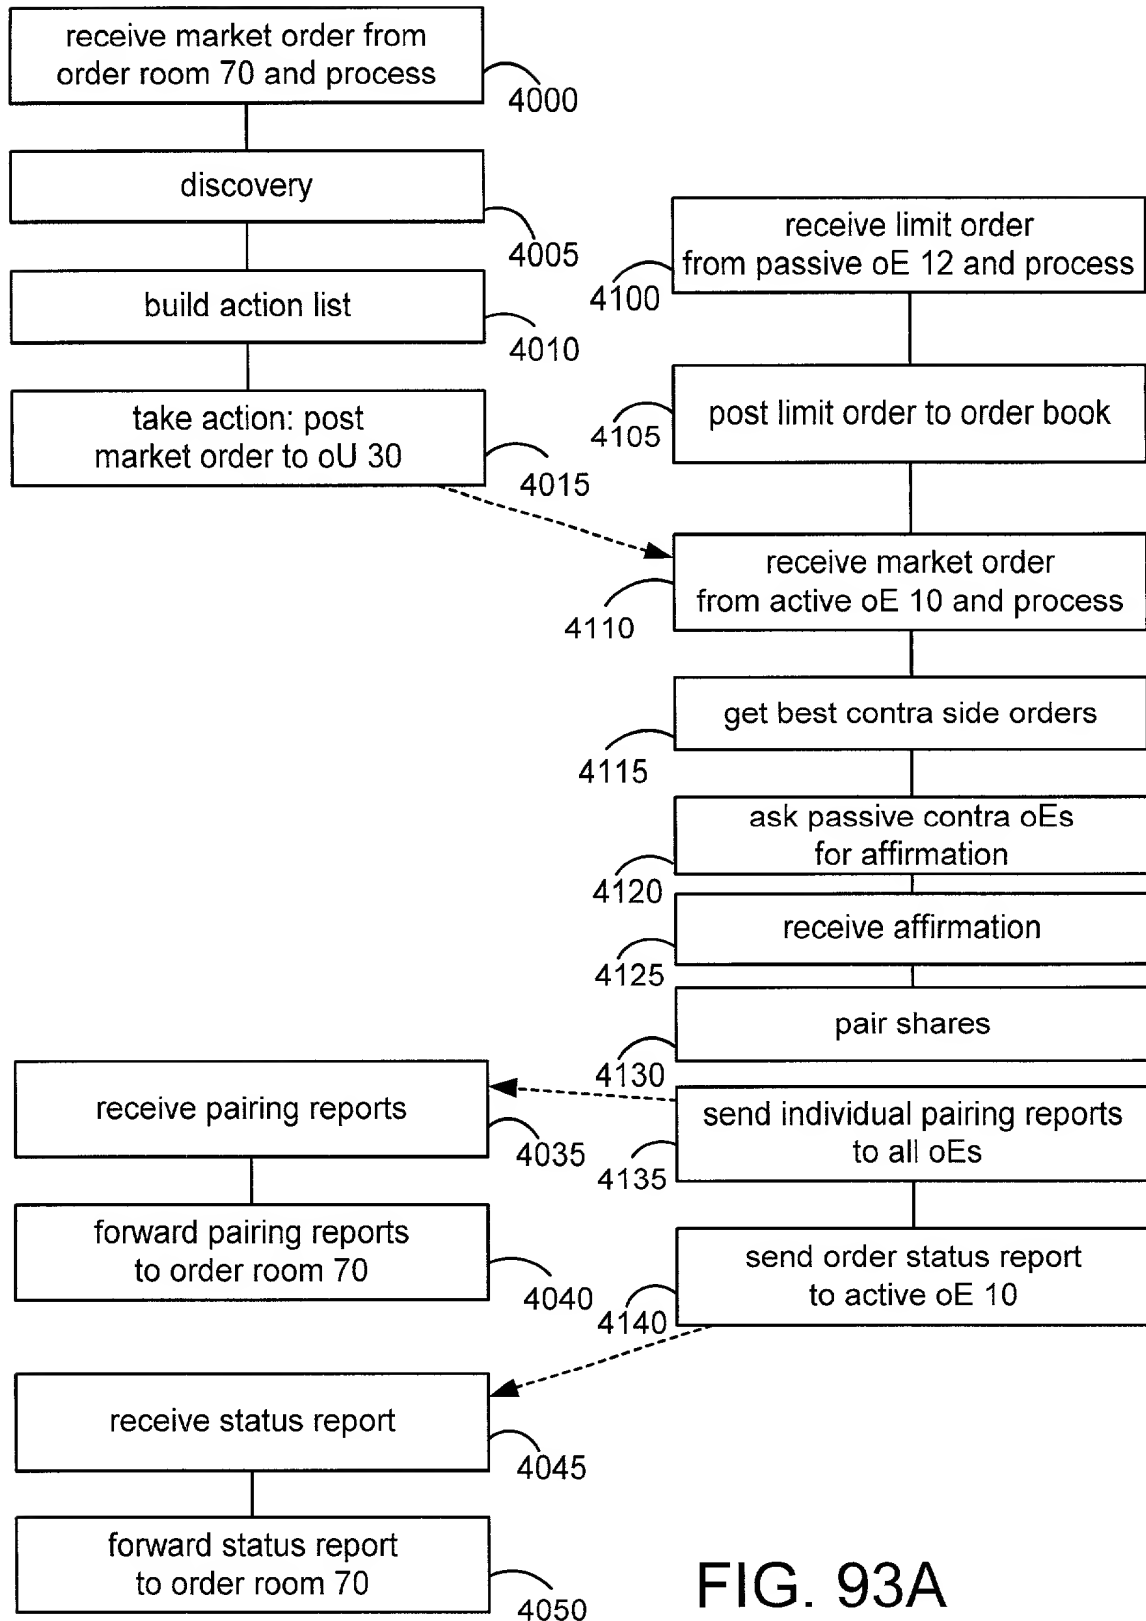 receive market order from
order room 70 and process
4000
discovery
4005
build action list
4010
take action: post
market order to oU 30
4015
receive limit order
from passive oE 12 and process
4100
post limit order to order book
4105
receive market order
from active oE 10 and process
4110
get best contra side orders
4115
ask passive contra oEs
for affirmation
4120
receive affirmation
4125
pair shares
4130
send individual pairing reports
to all oEs
4135
send order status report
to active oE 10
4140
receive pairing reports
4035
forward pairing reports
to order room 70
4040
receive status report
4045
forward status report
to order room 70
4050
FIG. 93A